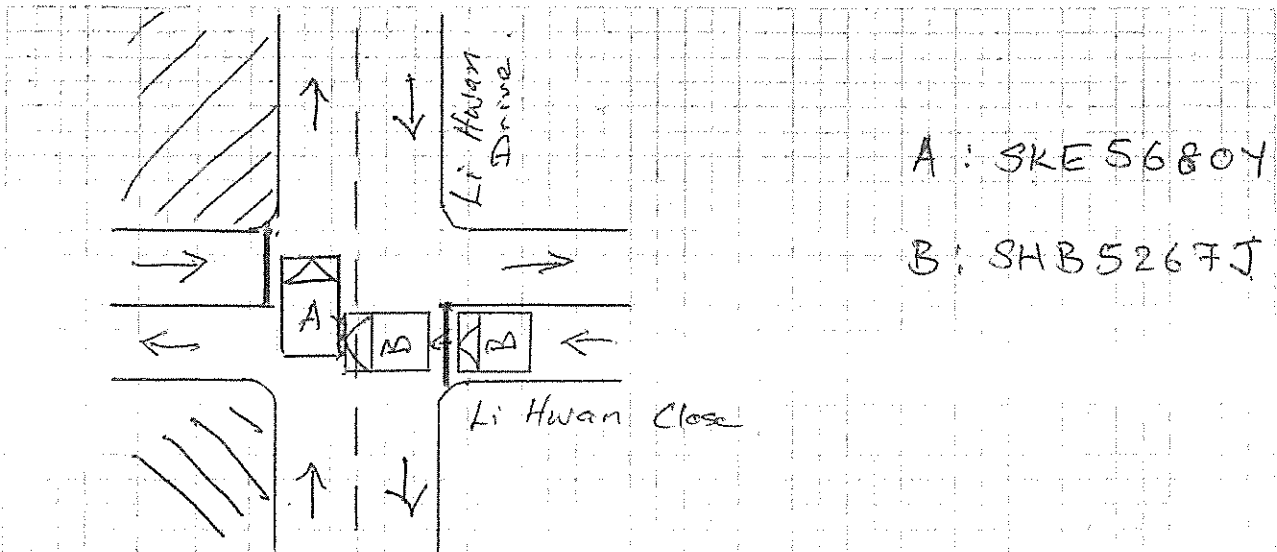 Li Hwan
Drive.
A : SKE5680Y
B : SHB5267J
A
B
B
Li Hwan Close